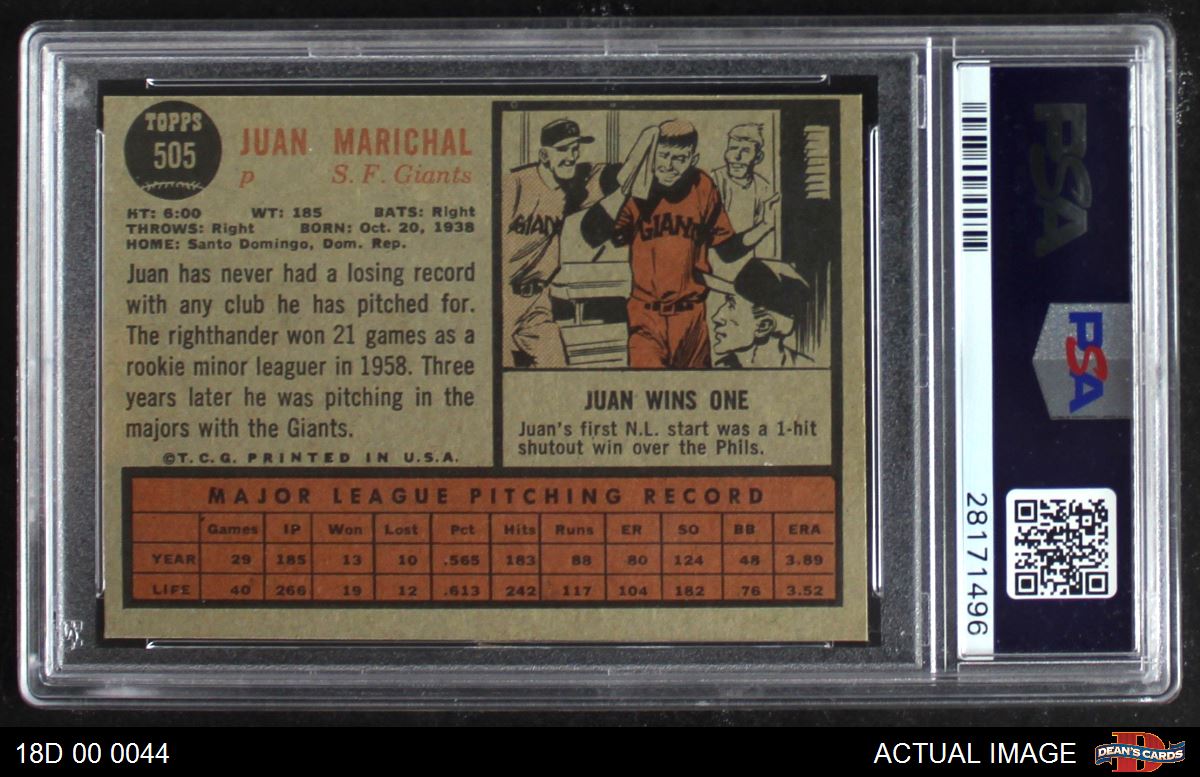 TOPPS
505
JUAN MARICHAL
p S. F. Giants
HT: 6:00 WT: 185 BATS: Right
THROWS: Right BORN: Oct. 20, 1938
HOME: Santo Domingo, Dom. Rep.
Juan has never had a losing record
with any club he has pitched for.
The righthander won 21 games as a
rookie minor leaguer in 1958. Three
years later he was pitching in the
majors with the Giants.
©T.C.G. PRINTED IN U.S.A.
GIAN
GIANT
JUAN WINS ONE
Juan's first N.L. start was a 1-hit
shutout win over the Phils.
MAJOR LEAGUE PITCHING RECORD
Games IP Won Lost Pct Hits Runs ER SO BB ERA
YEAR 29 185 13 10 .565 183 88 80 124 48 3.89
LIFE 40 266 19 12 .613 242 117 104 182 76 3.52
PSA
PSA
28171496
18D 00 0044
ACTUAL IMAGE
D
DEAN'S CARDS